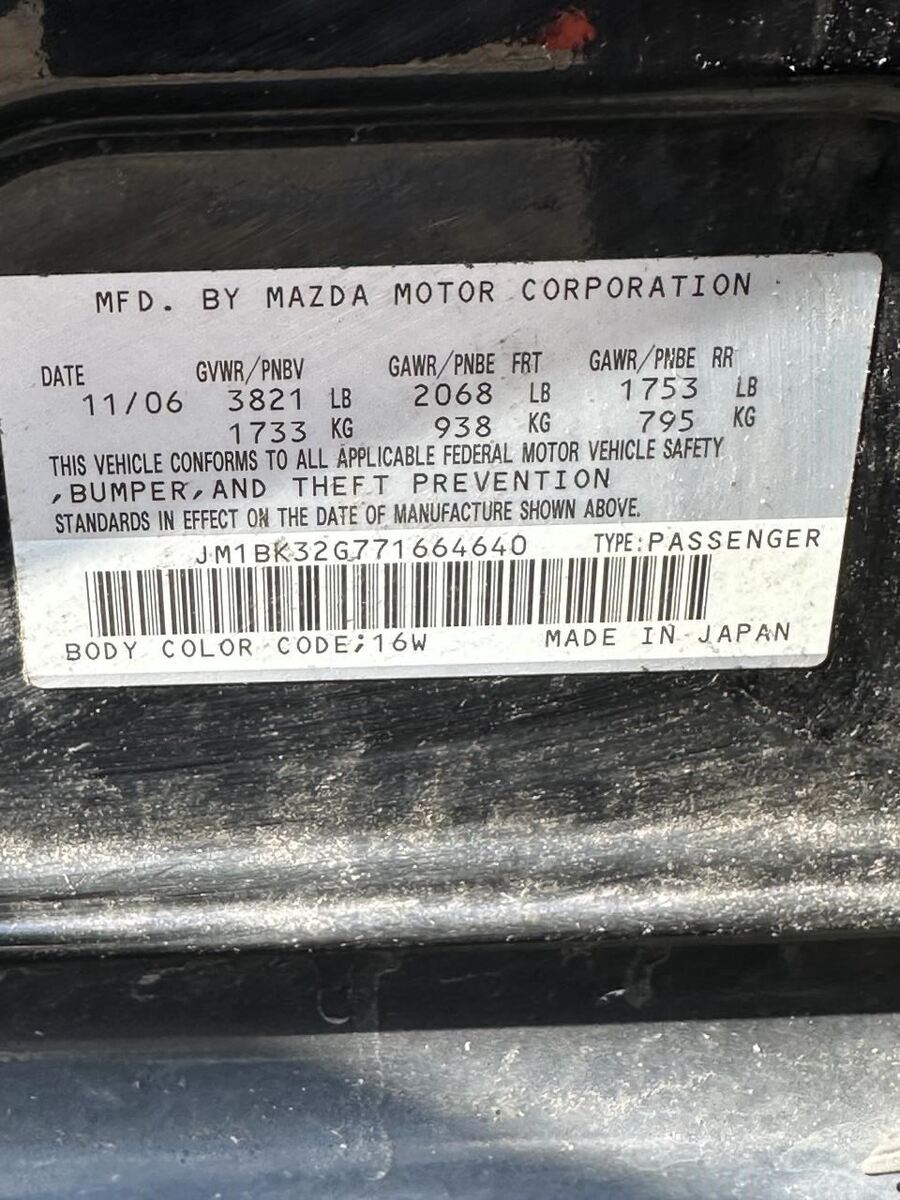 MFD. BY MAZDA MOTOR CORPORATION
DATE GVWR/PNBV GAWR/PNBE FRT GAWR/PNBE RR
11/06 3821 LB 2068 LB 1753 LB
1733 KG 938 KG 795 KG
THIS VEHICLE CONFORMS TO ALL APPLICABLE FEDERAL MOTOR VEHICLE SAFETY
,BUMPER,AND THEFT PREVENTION
STANDARDS IN EFFECT ON THE DATE OF MANUFACTURE SHOWN ABOVE.
JM1BK32G771664640 TYPE:PASSENGER
BODY COLOR CODE;16W MADE IN JAPAN